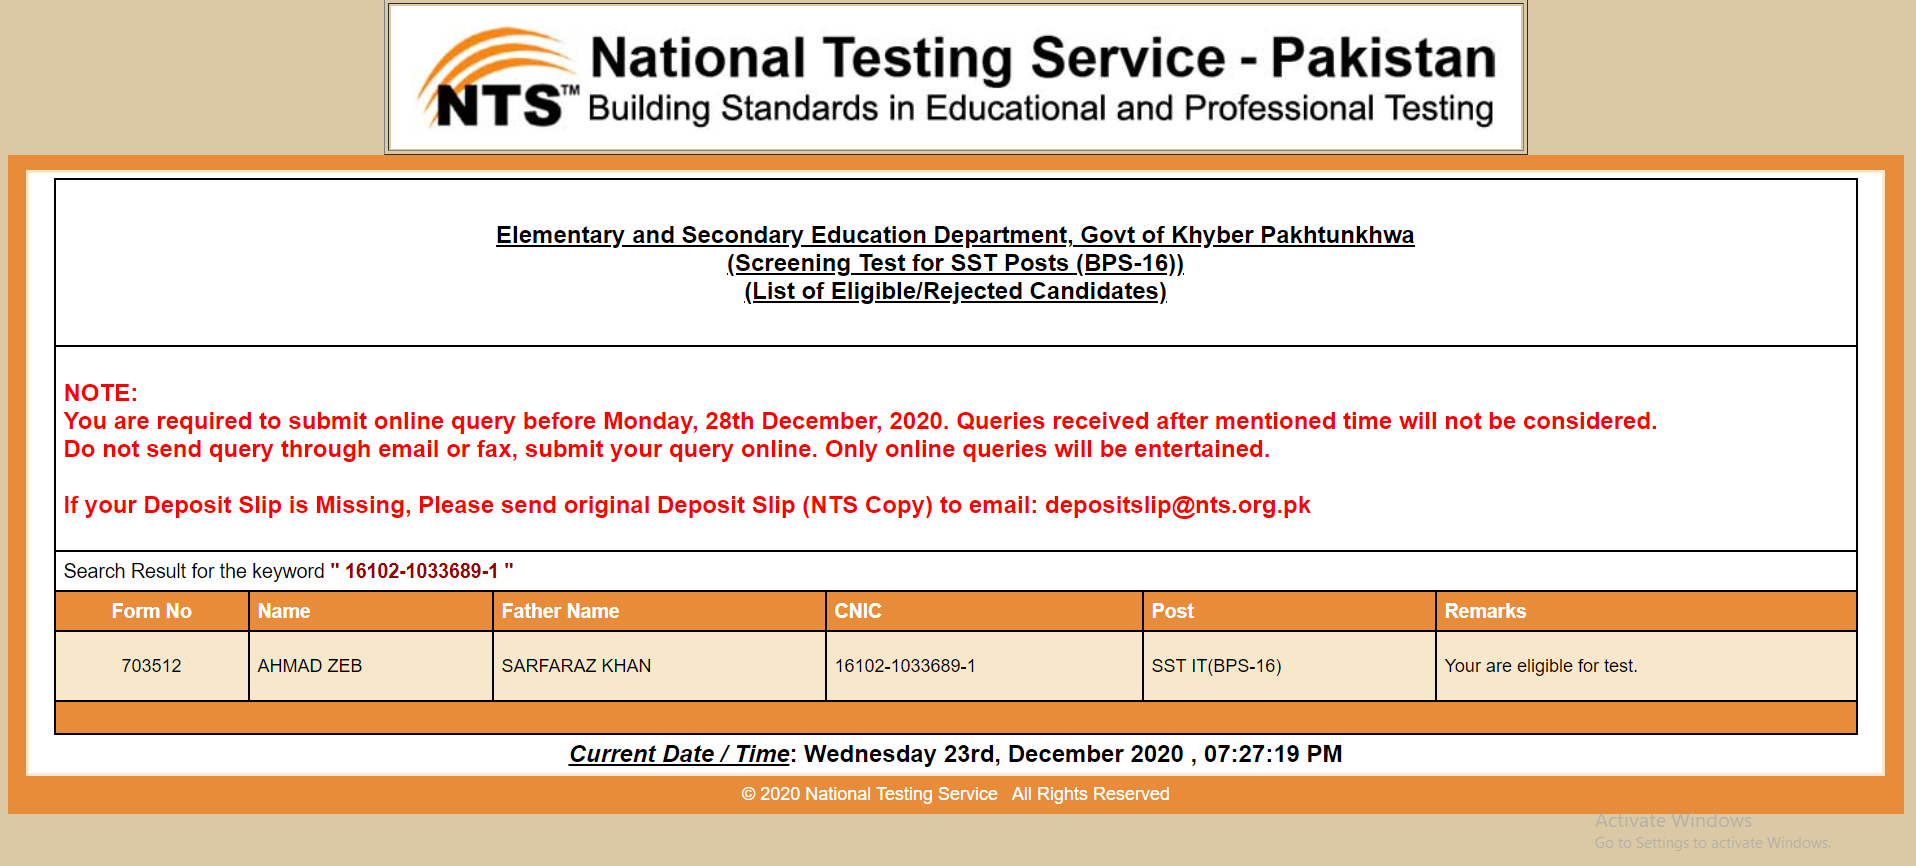 NTS™
National Testing Service - Pakistan
Building Standards in Educational and Professional Testing
Elementary and Secondary Education Department, Govt of Khyber Pakhtunkhwa
(Screening Test for SST Posts (BPS-16))
(List of Eligible/Rejected Candidates)
NOTE:
You are required to submit online query before Monday, 28th December, 2020. Queries received after mentioned time will not be considered.
Do not send query through email or fax, submit your query online. Only online queries will be entertained.
If your Deposit Slip is Missing, Please send original Deposit Slip (NTS Copy) to email: depositslip@nts.org.pk
Search Result for the keyword " 16102-1033689-1 "
Form No Name Father Name CNIC Post Remarks
703512 AHMAD ZEB SARFARAZ KHAN 16102-1033689-1 SST IT(BPS-16) Your are eligible for test.
Current Date / Time: Wednesday 23rd, December 2020 , 07:27:19 PM
© 2020 National Testing Service All Rights Reserved
Activate Windows
Go to Settings to activate Windows.